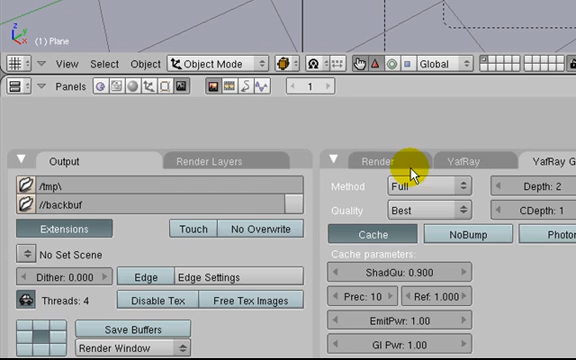 z
x
(1) Plane
View Select Object Object Mode Global
Panels 1
Output Render Layers Render YafRay YafRay G
/tmp\ Method Full Depth: 2
//backbuf Quality Best CDepth: 1
Extensions Touch No Overwrite Cache NoBump Photon
No Set Scene Cache parameters:
Dither: 0.000 Edge Edge Settings ShadQu: 0.900
Threads: 4 Disable Tex Free Tex Images Prec: 10 Ref: 1.000
Save Buffers EmitPwr: 1.00
Render Window GI Pwr: 1.00